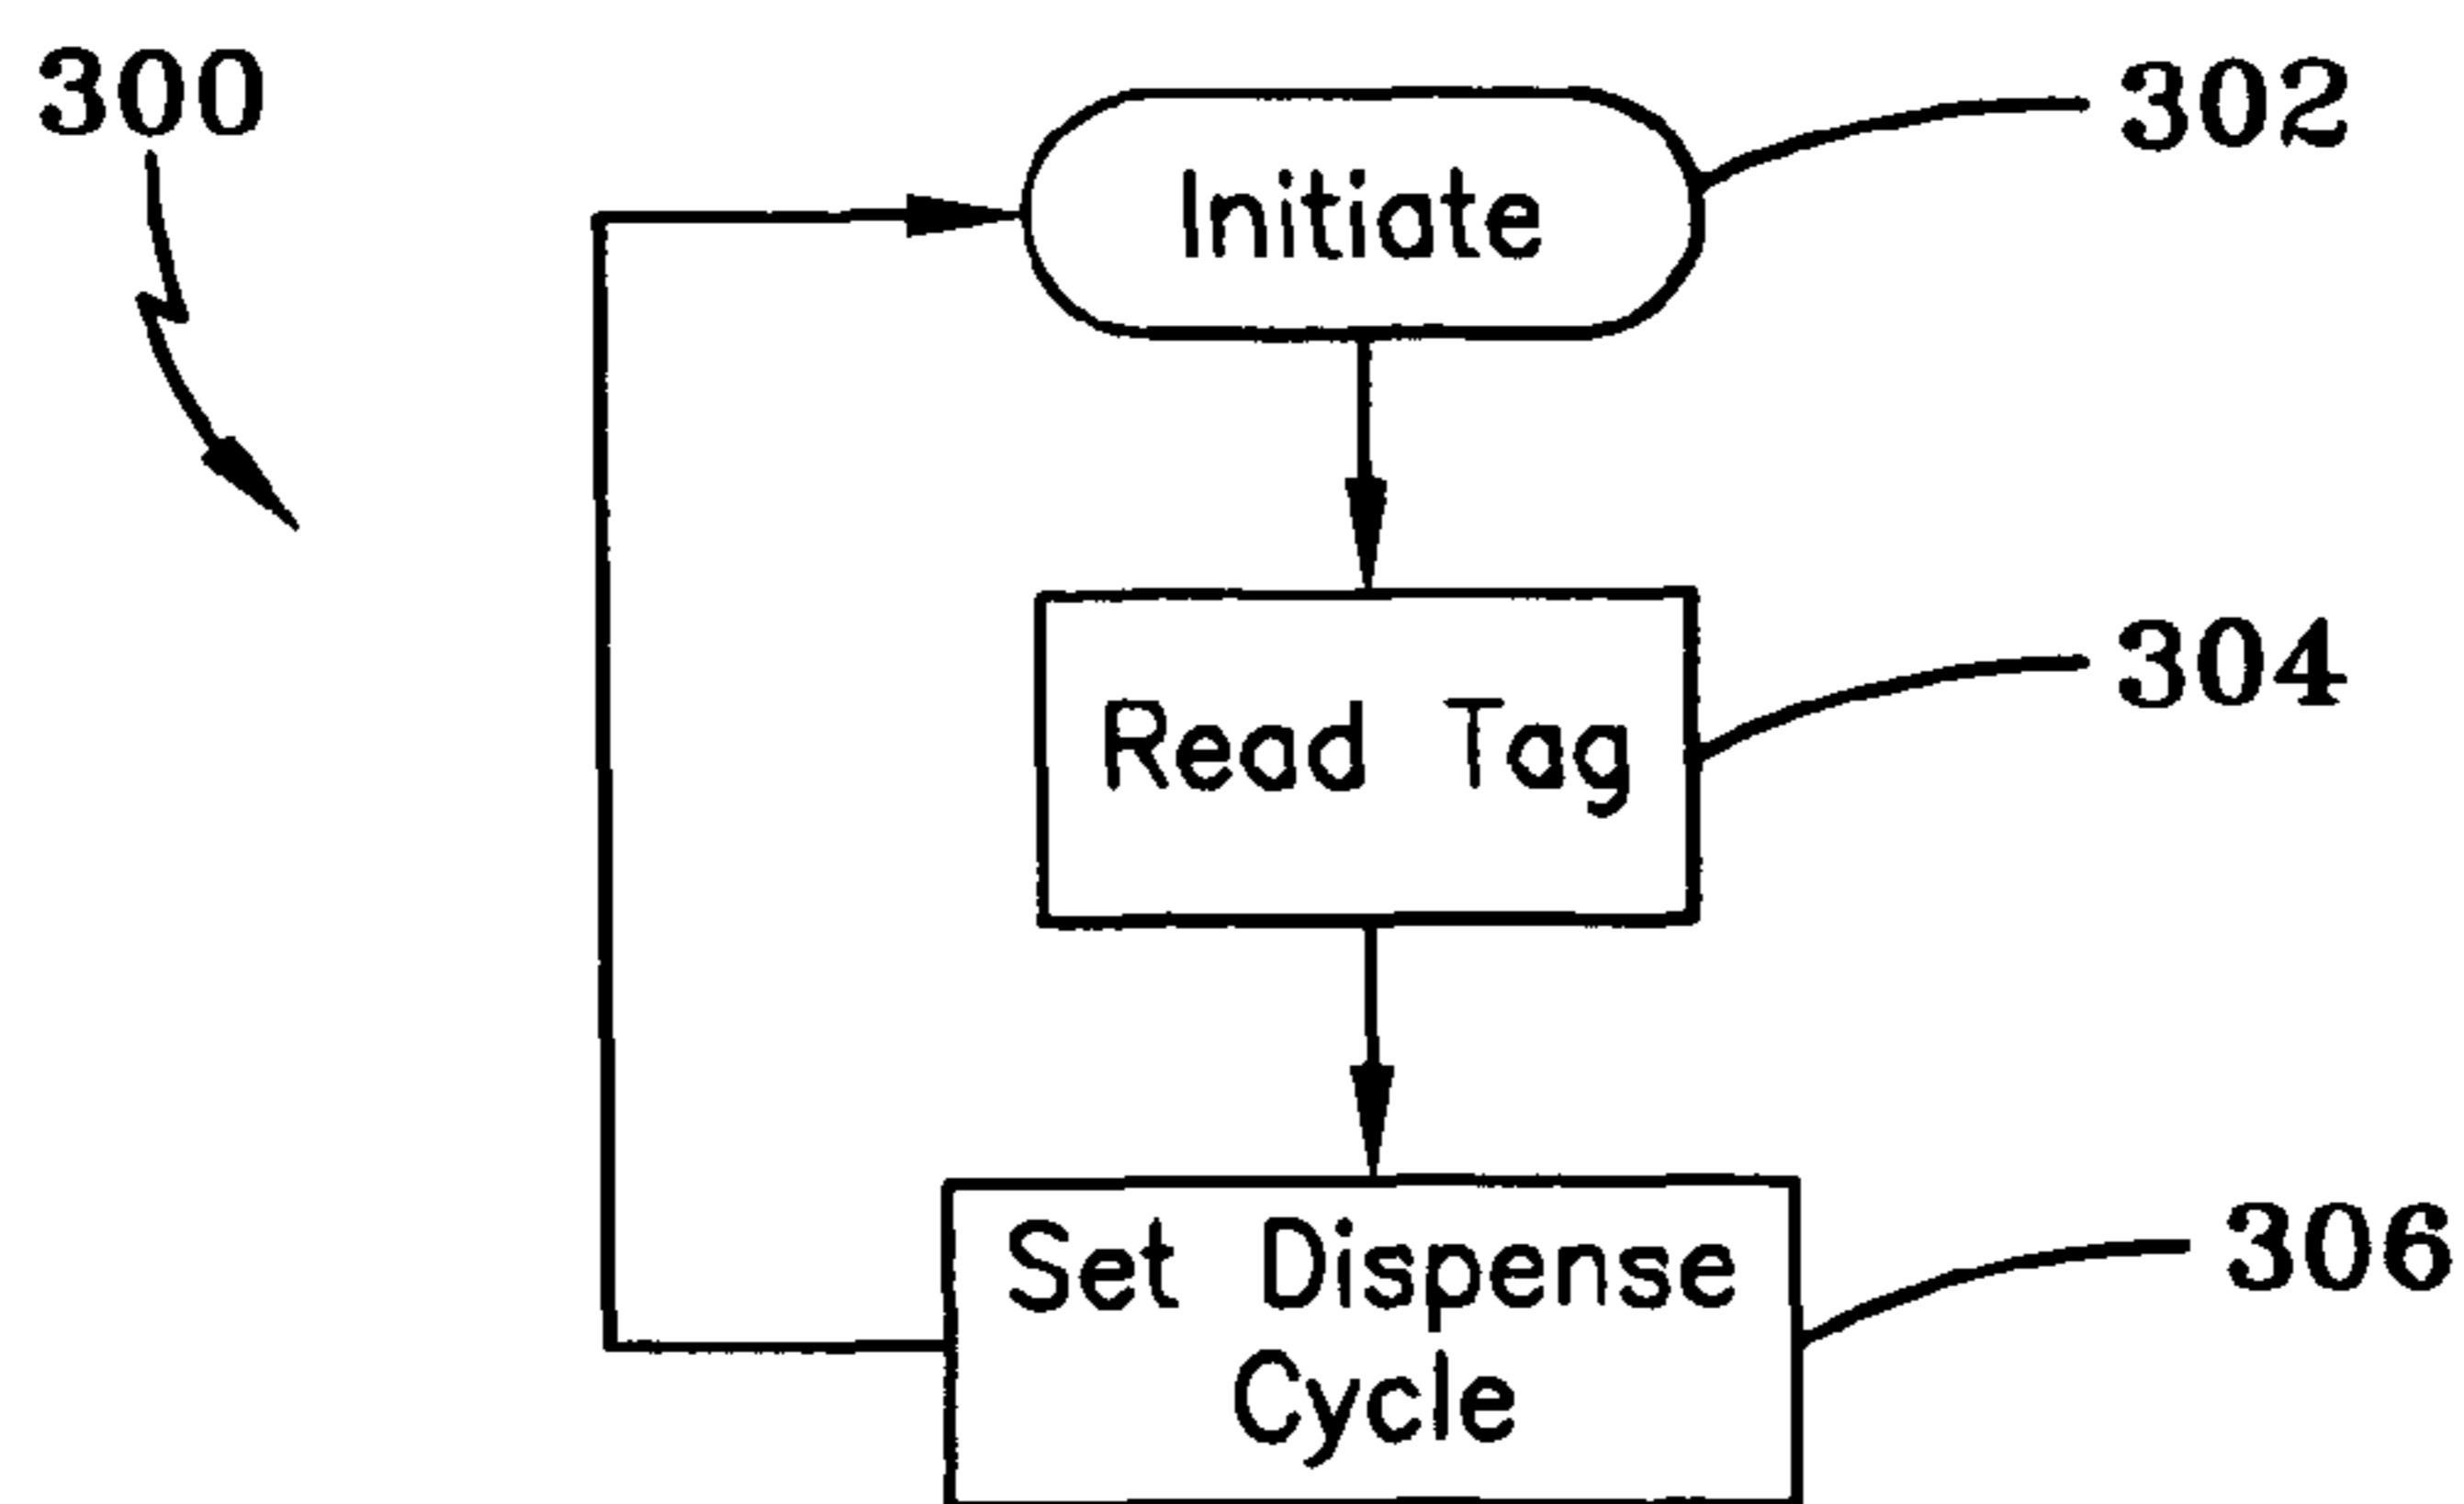 300
302
Initiate
304
Read Tag
306
Set Dispense
Cycle